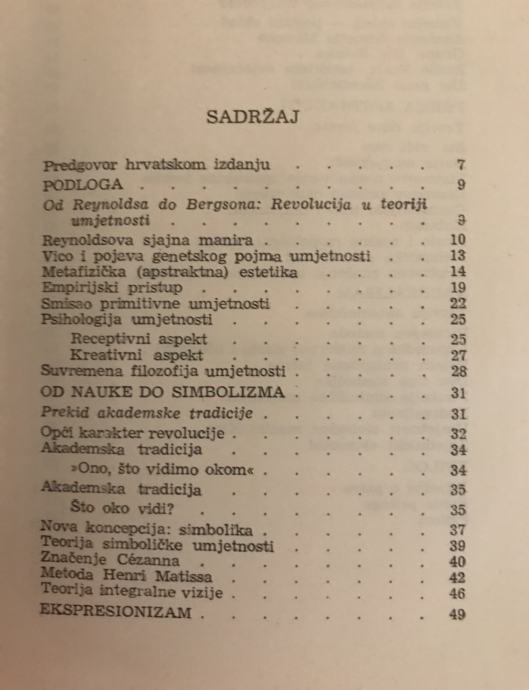 SADRŽAJ
Predgovor hrvatskom izdanju . . . . . 7
PODLOGA . . . . . . . . . 9
Od Reynoldsa do Bergsona: Revolucija u teoriji
umjetnosti . . . . . . . . 9
Reynoldsova sjajna manira . . . . . . 10
Vico i pojava genetskog pojma umjetnosti . . 13
Metafizička (apstraktna) estetika . . . . 14
Empirijski pristup . . . . . . . 19
Smisao primitivne umjetnosti . . . . . 22
Psihologija umjetnosti . . . . . . 25
Receptivni aspekt . . . . . . 25
Kreativni aspekt . . . . . . 27
Suvremena filozofija umjetnosti . . . . 28
OD NAUKE DO SIMBOLIZMA . . . . . 31
Prekid akademske tradicije . . . . . . 31
Opći karakter revolucije . . . . . . 32
Akademska tradicija . . . . . . 34
»Ono, što vidimo okom« . . . . . 34
Akademska tradicija . . . . . . 35
Što oko vidi? . . . . . . . 35
Nova koncepcija: simbolika . . . . . . 37
Teorija simboličke umjetnosti . . . . . 39
Značenje Cézanna . . . . . . . 40
Metoda Henri Matissa . . . . . . 42
Teorija integralne vizije . . . . . . 46
EKSPRESIONIZAM . . . . . . . 49